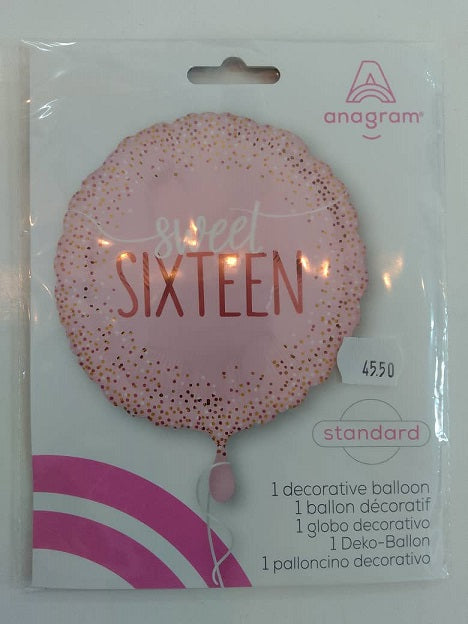 anagram®
sweet
SIXTEEN
4550
standard
1 decorative balloon
1 ballon décoratif
1 globo decorativo
1 Deko-Ballon
1 palloncino decorativo